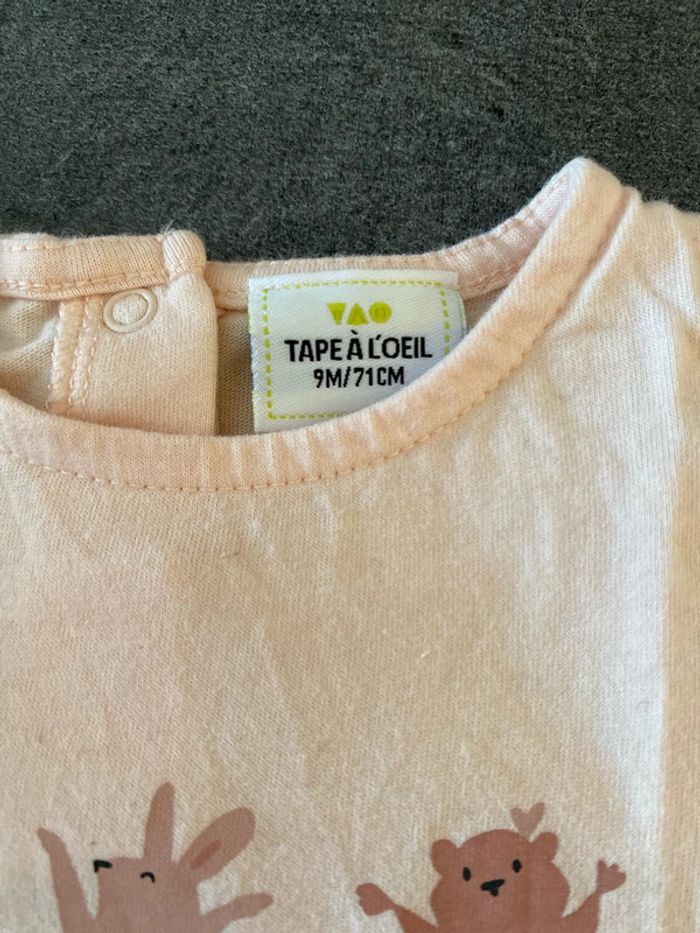 TAO
TAPE À L'OEIL
9M/71CM